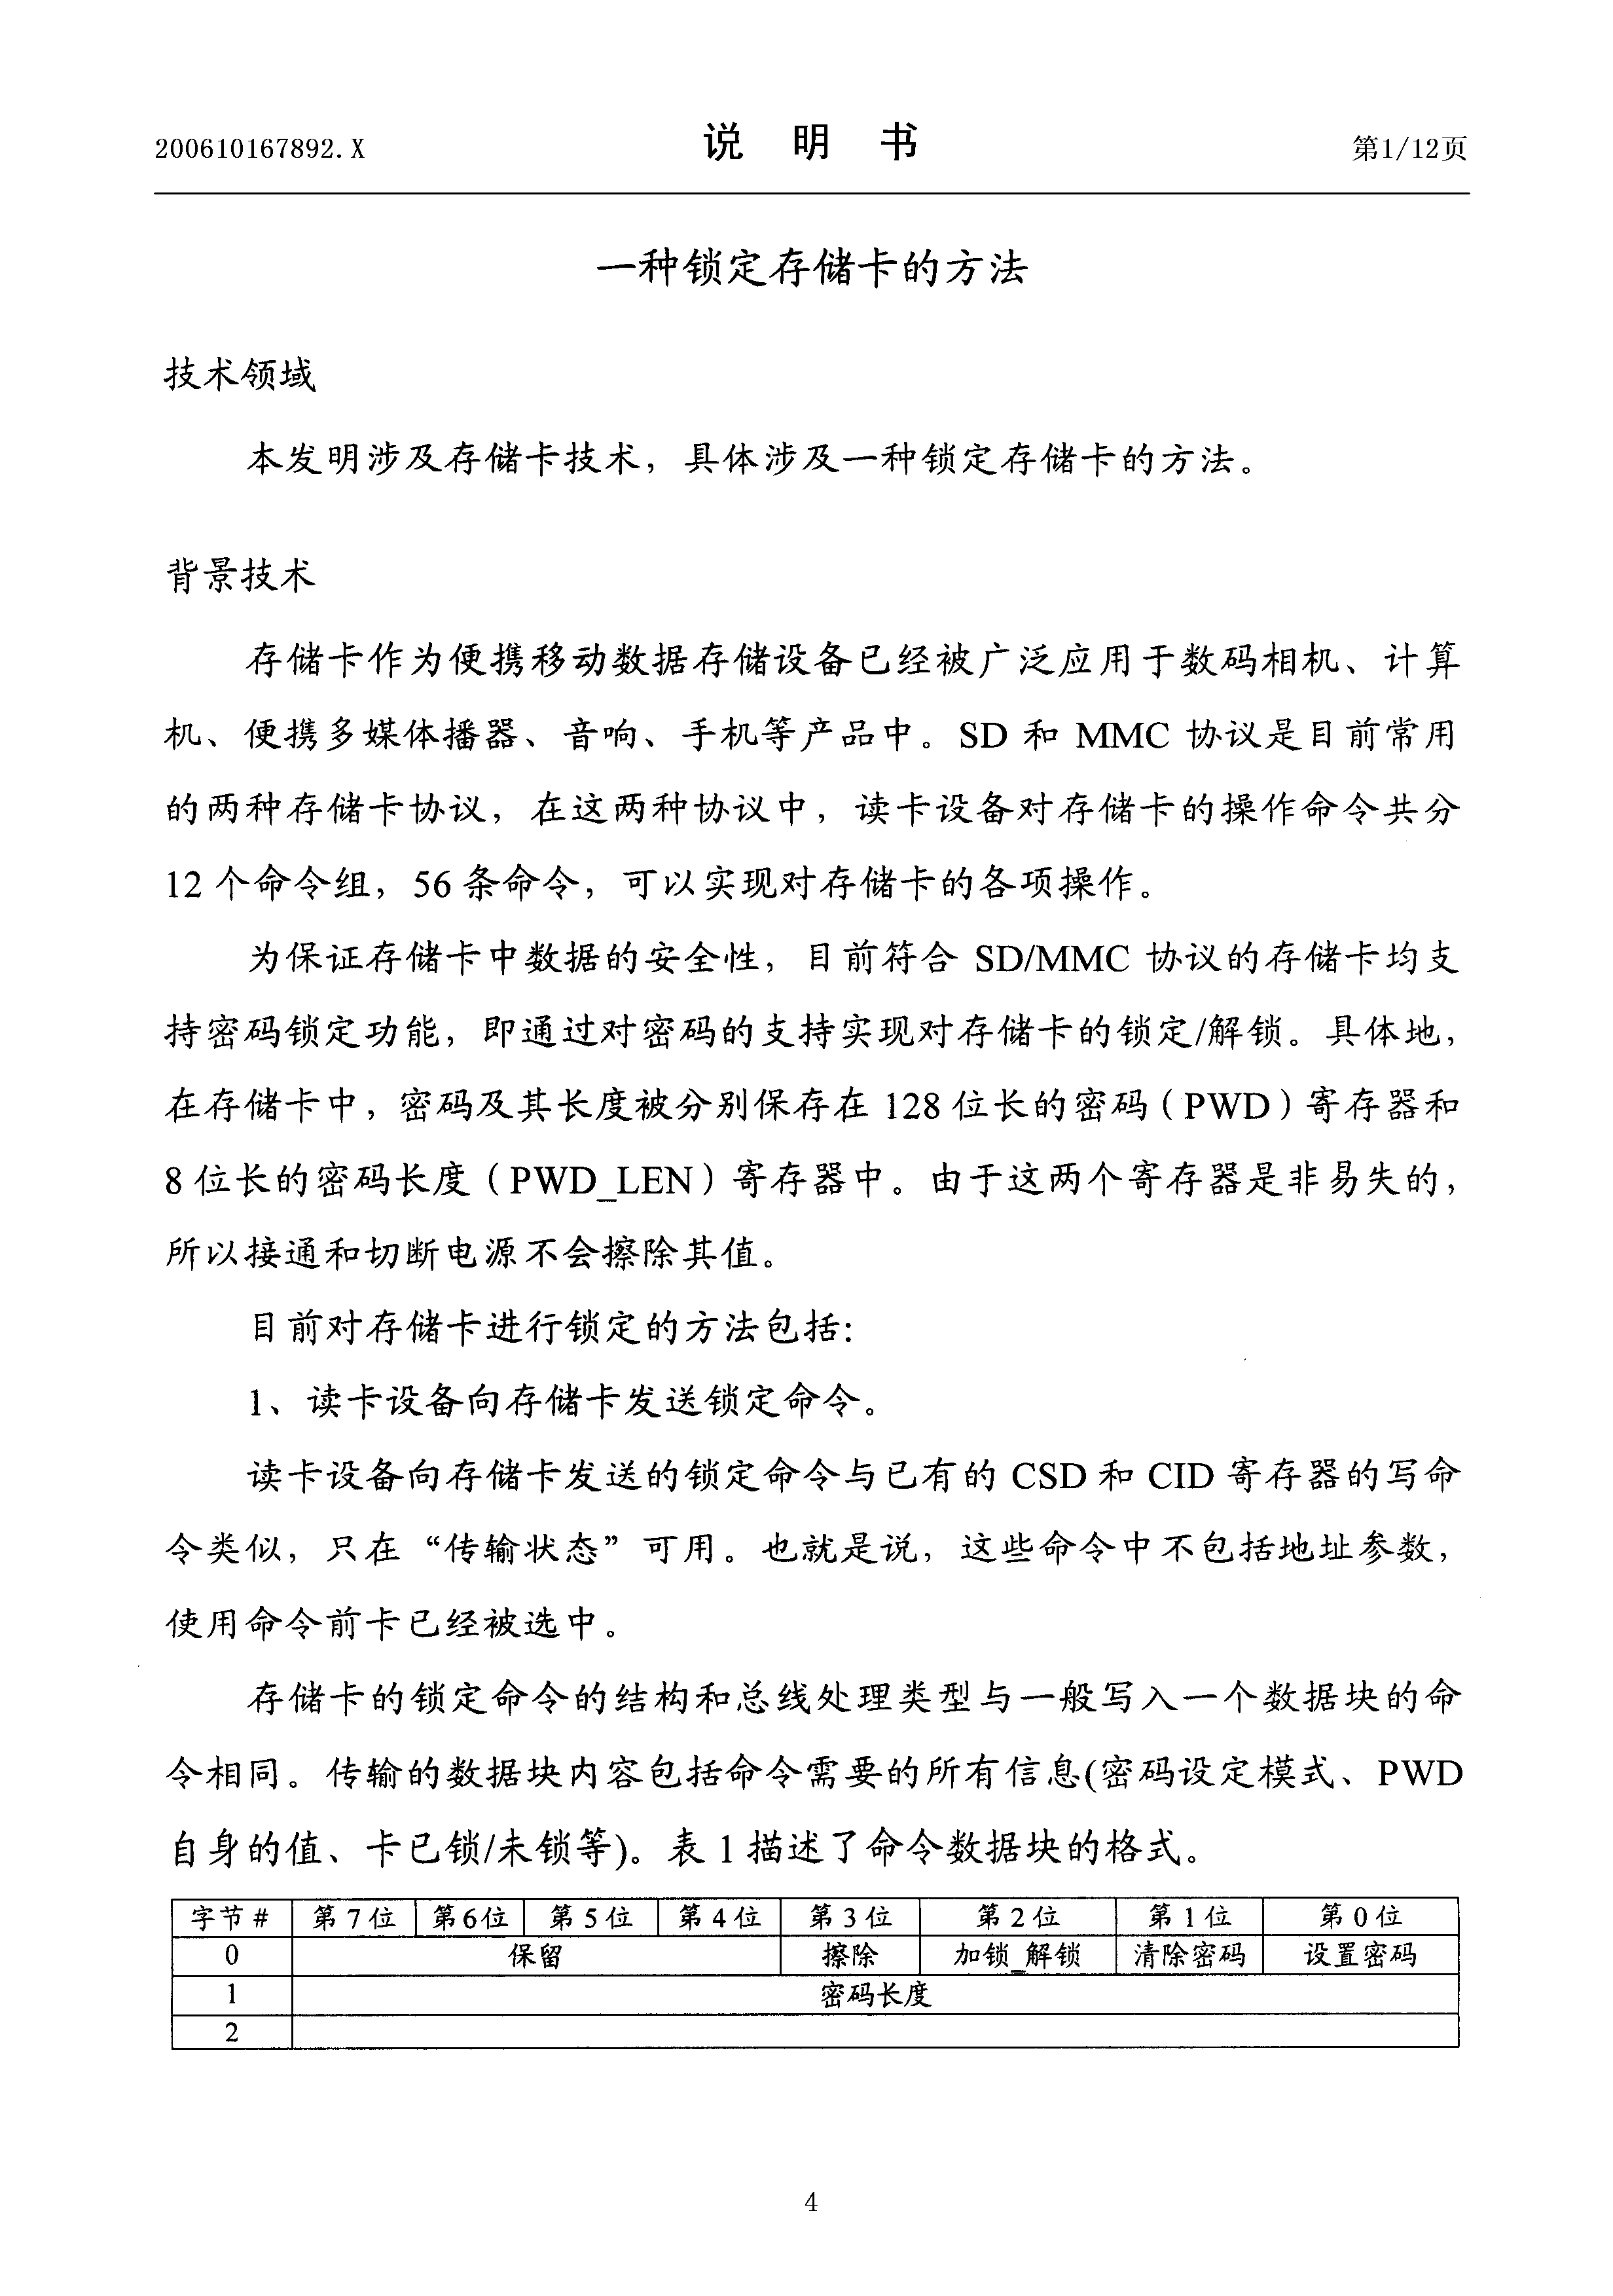 200610167892.X 说 明 书 第1/12页
一种锁定存储卡的方法
技术领域
本发明涉及存储卡技术，具体涉及一种锁定存储卡的方法。
背景技术
存储卡作为便携移动数据存储设备已经被广泛应用于数码相机、计算
机、便携多媒体播器、音响、手机等产品中。SD 和 MMC 协议是目前常用
的两种存储卡协议，在这两种协议中，读卡设备对存储卡的操作命令共分
12 个命令组，56 条命令，可以实现对存储卡的各项操作。
为保证存储卡中数据的安全性，目前符合 SD/MMC 协议的存储卡均支
持密码锁定功能，即通过对密码的支持实现对存储卡的锁定/解锁。具体地，
在存储卡中，密码及其长度被分别保存在 128 位长的密码（PWD）寄存器和
8 位长的密码长度（PWD_LEN）寄存器中。由于这两个寄存器是非易失的，
所以接通和切断电源不会擦除其值。
目前对存储卡进行锁定的方法包括:
1、读卡设备向存储卡发送锁定命令。
读卡设备向存储卡发送的锁定命令与已有的 CSD 和 CID 寄存器的写命
令类似，只在“传输状态”可用。也就是说，这些命令中不包括地址参数，
使用命令前卡已经被选中。
存储卡的锁定命令的结构和总线处理类型与一般写入一个数据块的命
令相同。传输的数据块内容包括命令需要的所有信息(密码设定模式、PWD
自身的值、卡已锁/未锁等)。表 1 描述了命令数据块的格式。
字节 # 第 7 位 第6位 第 5 位 第 4 位 第 3 位 第 2 位 第 1 位 第 0 位
0 保留 擦除 加锁_解锁 清除密码 设置密码
1 密码长度
2
4